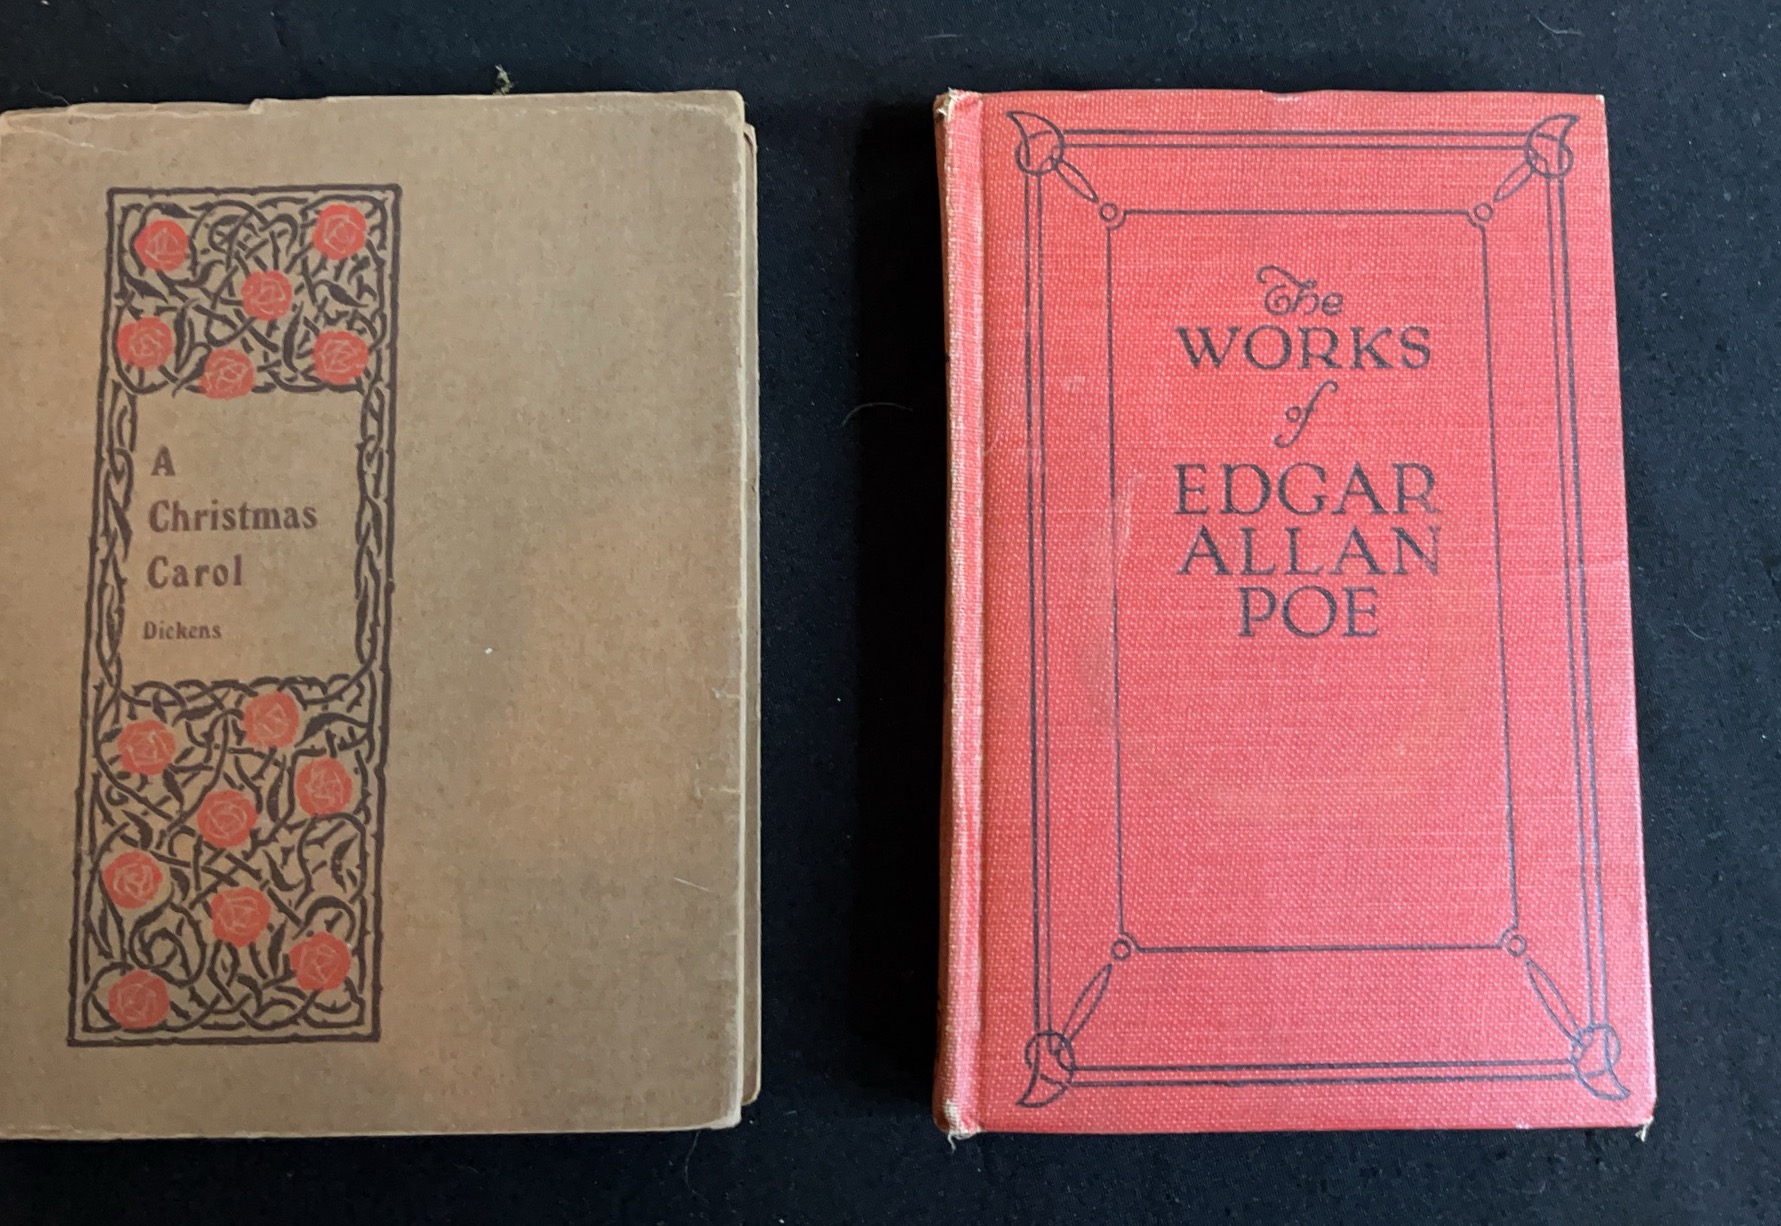 A
Christmas
Carol
Dickens
The
WORKS
of
EDGAR
ALLAN
POE